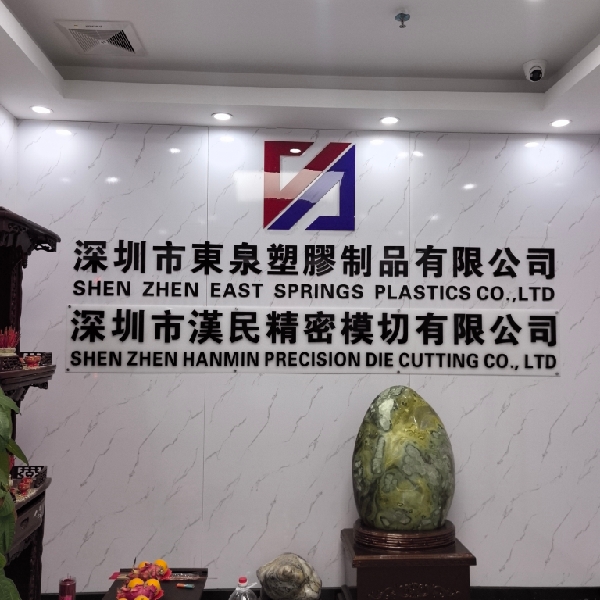 深圳市東泉塑膠制品有限公司
SHEN ZHEN EAST SPRINGS PLASTICS CO.,LTD
深圳市漢民精密模切有限公司
SHEN ZHEN HANMIN PRECISION DIE CUTTING CO., LTD